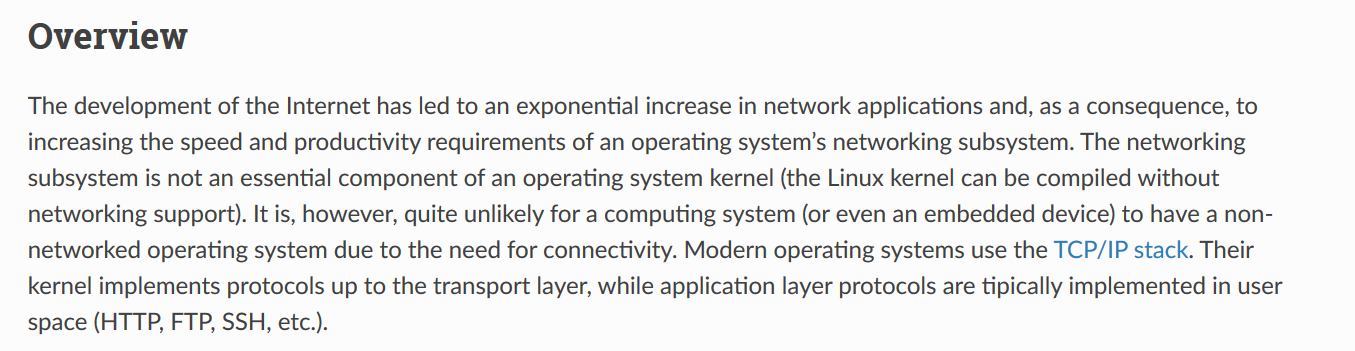 Overview
The development of the Internet has led to an exponential increase in network applications and, as a consequence, to
increasing the speed and productivity requirements of an operating system’s networking subsystem. The networking
subsystem is not an essential component of an operating system kernel (the Linux kernel can be compiled without
networking support). It is, however, quite unlikely for a computing system (or even an embedded device) to have a non-
networked operating system due to the need for connectivity. Modern operating systems use the TCP/IP stack. Their
kernel implements protocols up to the transport layer, while application layer protocols are tipically implemented in user
space (HTTP, FTP, SSH, etc.).